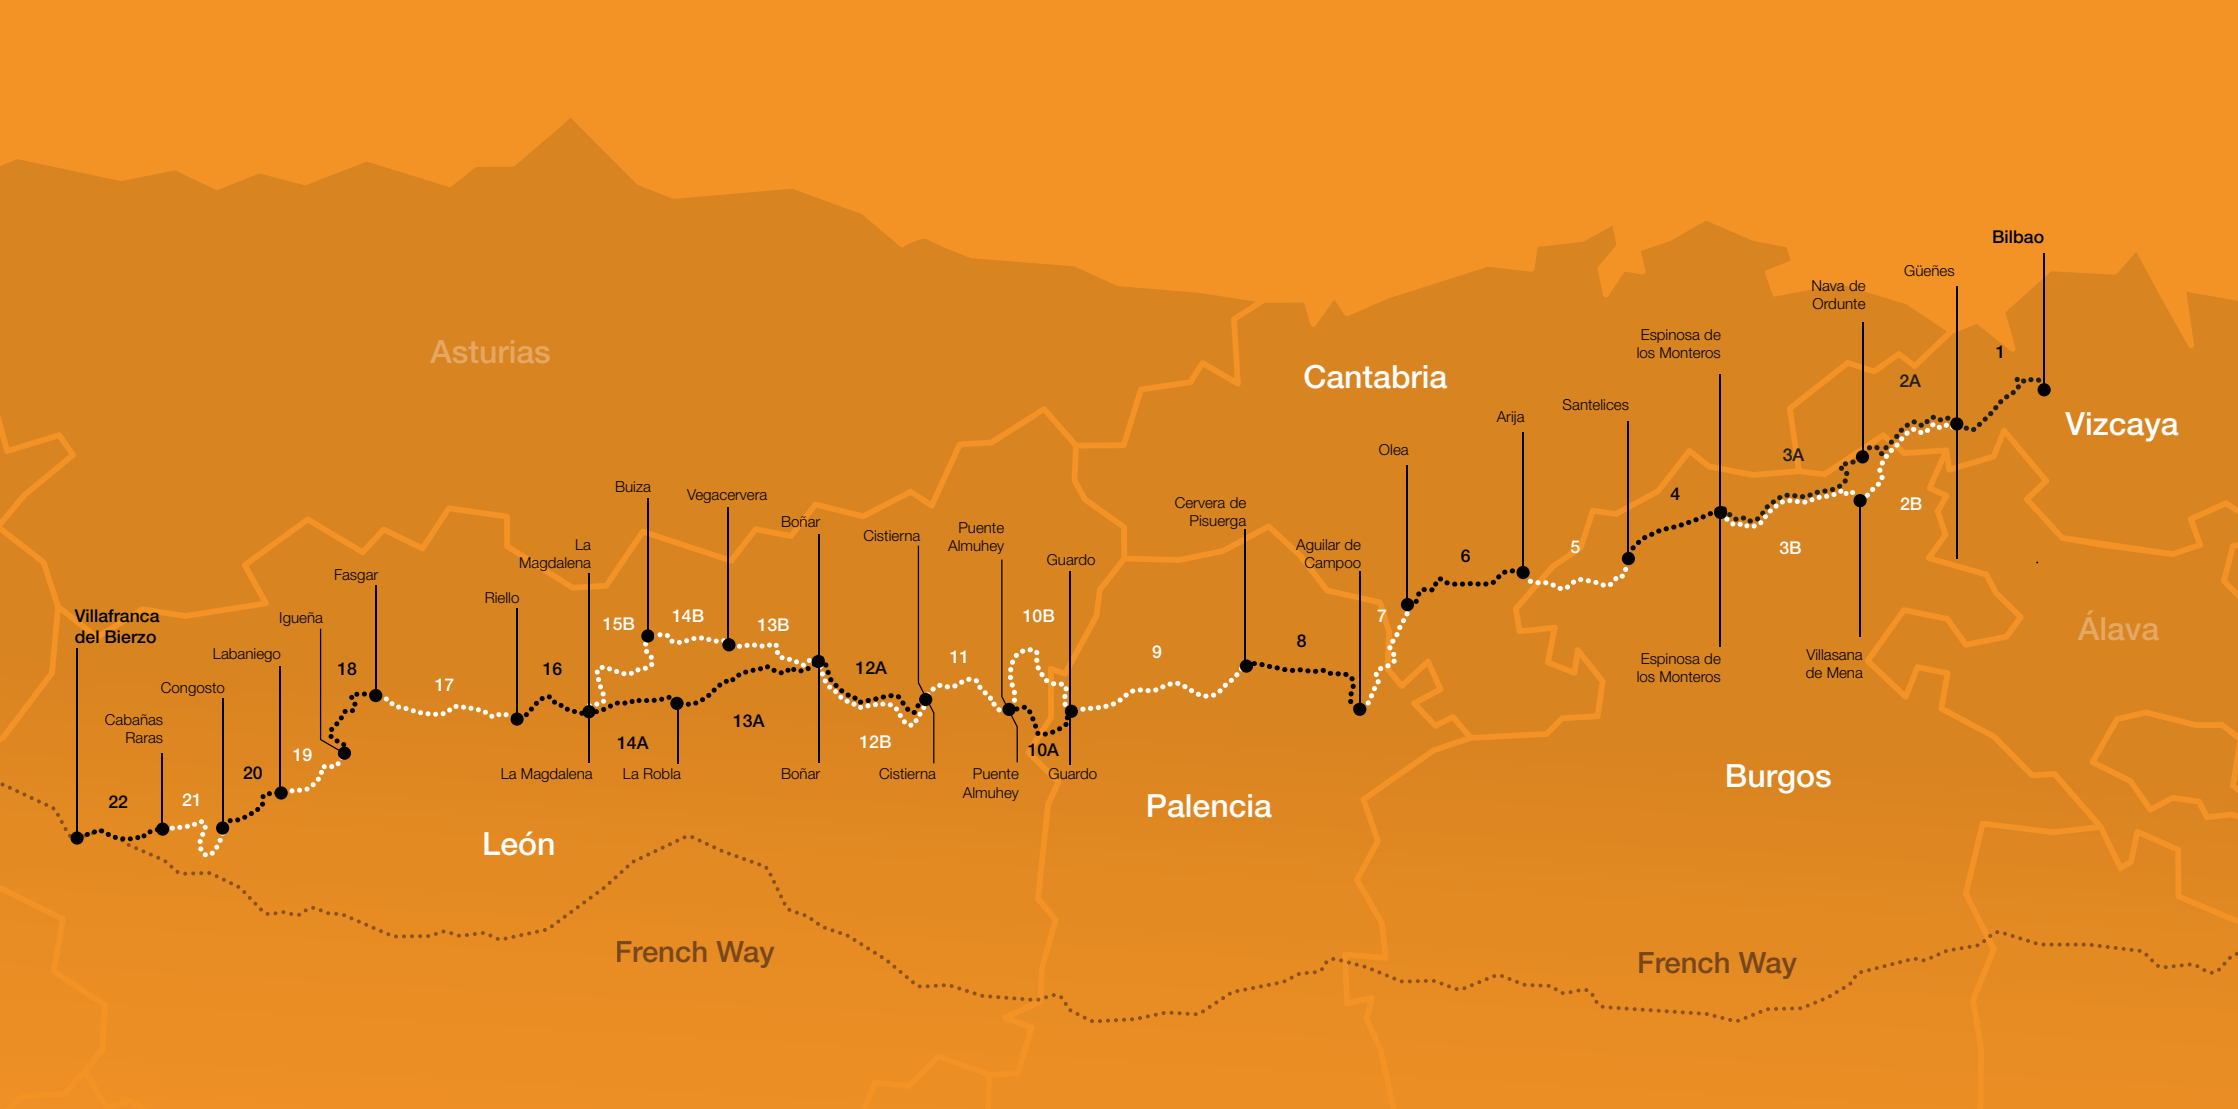 Bilbao
Güeñes
Nava de
Ordunte
Espinosa de
los Monteros
1
Asturias
Cantabria
2A
Santelices
Arija
Vizcaya
Olea
3A
Buiza
Vegacervera
4
Cervera de
Pisuerga
2B
Boñar
Cistierna
Puente
Almuhey
La
Magdalena
Aguilar de
Campoo
5
3B
6
Guardo
Fasgar
Riello
Villafranca
del Bierzo
Igueña
15B
14B
13B
10B
7
Álava
Labaniego
8
9
11
Espinosa de
los Monteros
Villasana
de Mena
18
16
12A
Congosto
17
Cabañas
Raras
13A
14A
12B
10A
19
20
La Magdalena
La Robla
Boñar
Cistierna
Puente
Almuhey
Guardo
Burgos
22
21
Palencia
León
French Way
French Way